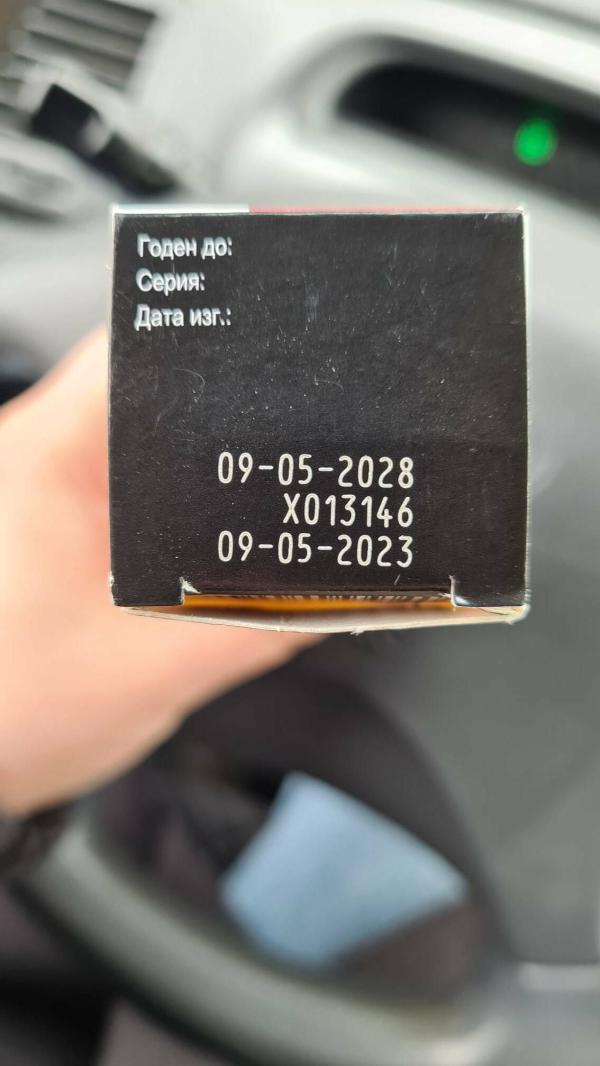 Годен до:
Серия:
Дата изг.:
09-05-2028
X013146
09-05-2023